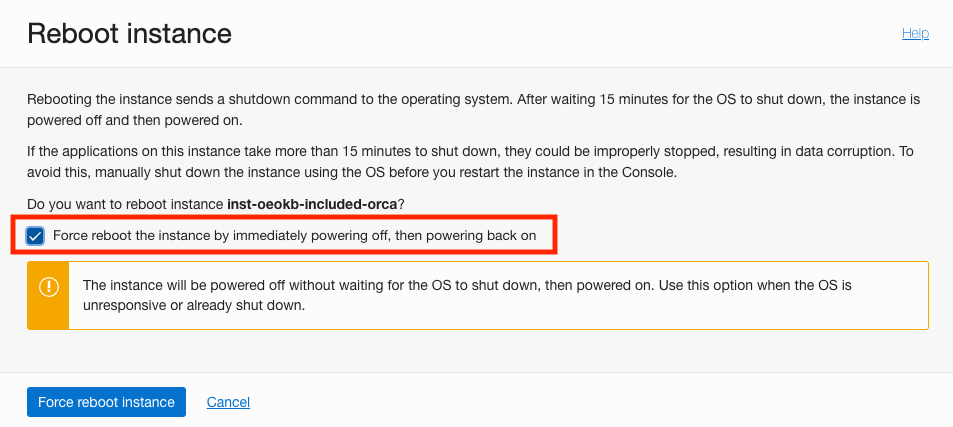 Reboot instance
Help
Rebooting the instance sends a shutdown command to the operating system. After waiting 15 minutes for the OS to shut down, the instance is
powered off and then powered on.
If the applications on this instance take more than 15 minutes to shut down, they could be improperly stopped, resulting in data corruption. To
avoid this, manually shut down the instance using the OS before you restart the instance in the Console.
Do you want to reboot instance inst-oeokb-included-orca?
Force reboot the instance by immediately powering off, then powering back on
The instance will be powered off without waiting for the OS to shut down, then powered on. Use this option when the OS is
unresponsive or already shut down.
Force reboot instance
Cancel